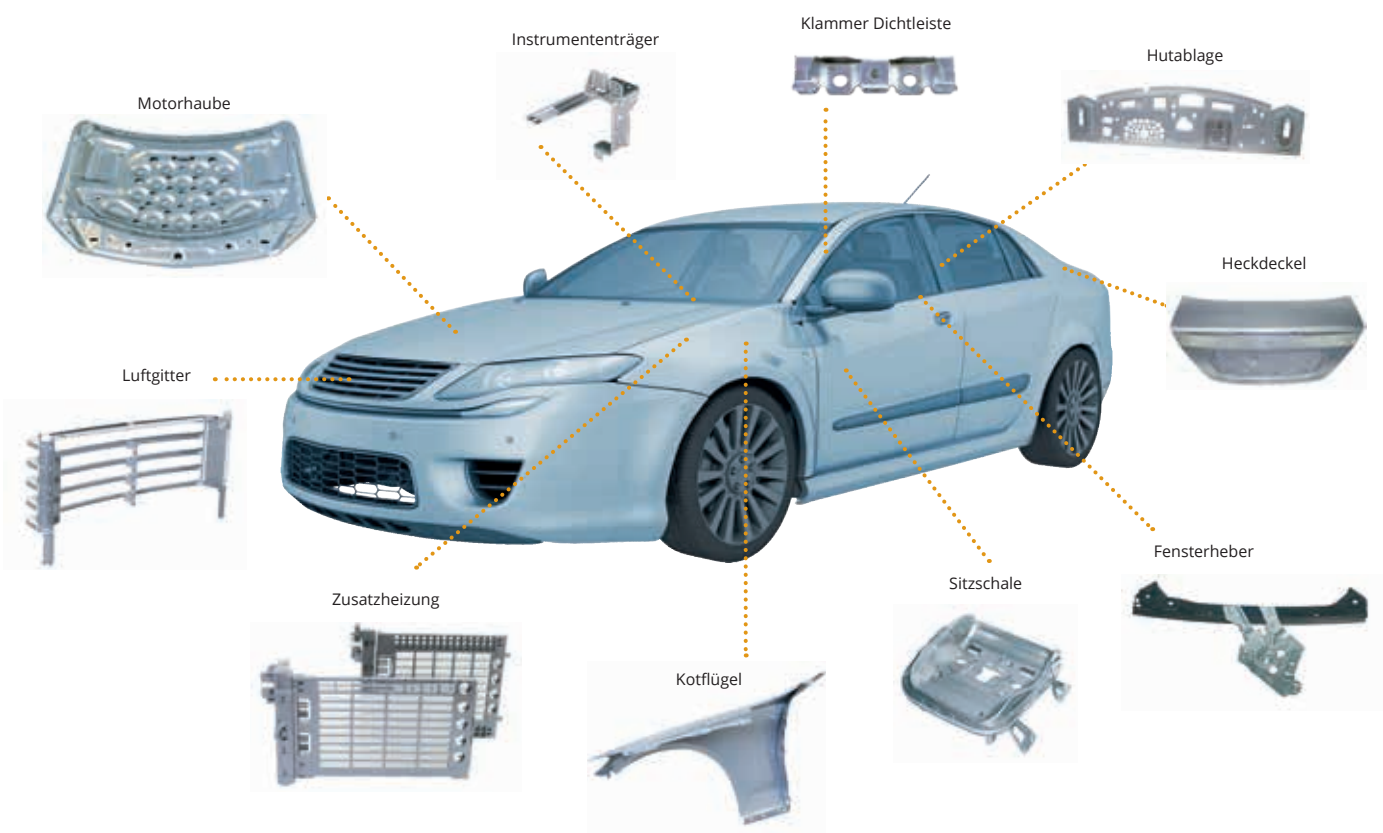 Klammer Dichtleiste
Instrumententräger
Hutablage
Motorhaube
Heckdeckel
Luftgitter
Fensterheber
Sitzschale
Zusatzheizung
Kotflügel